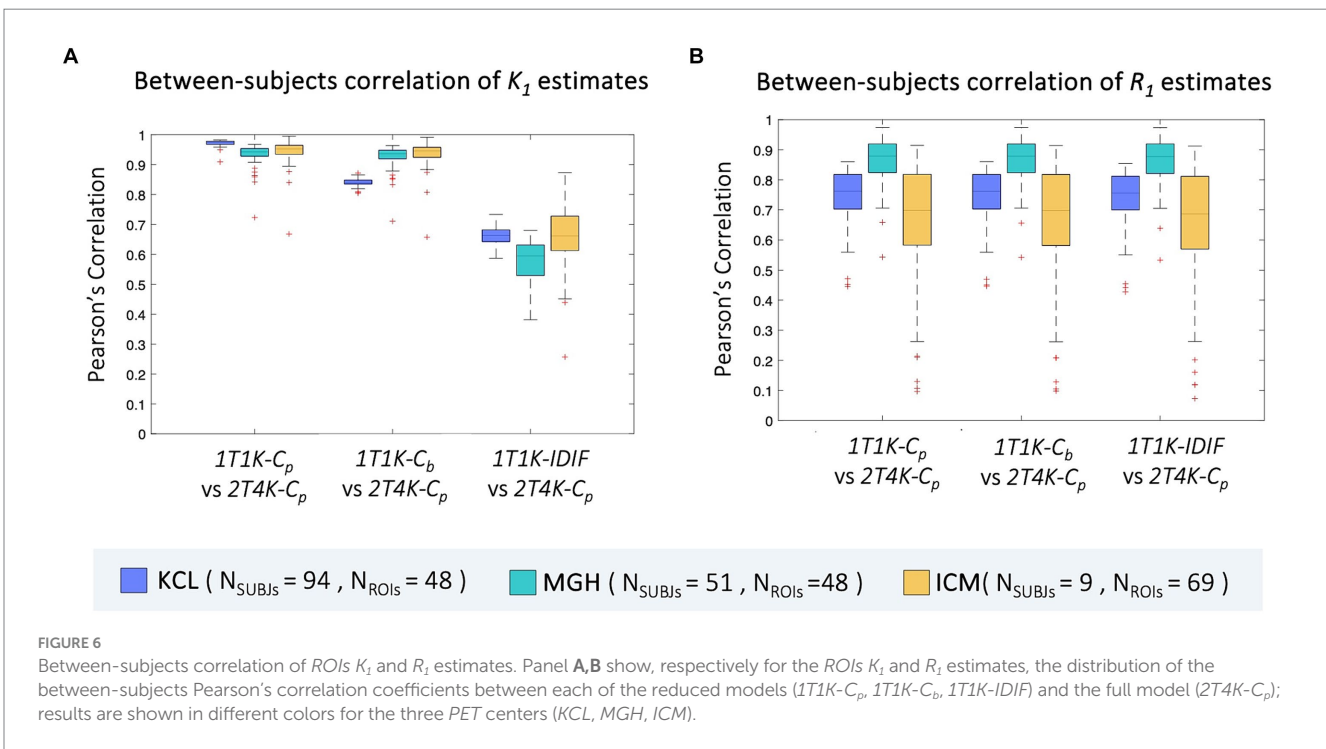 A
Between-subjects correlation of K1 estimates
Pearson's Correlation
1
0.9
0.8
0.7
0.6
0.5
0.4
0.3
0.2
0.1
0
1T1K-Cp
vs 2T4K-Cp
1T1K-Cb
vs 2T4K-Cp
1T1K-IDIF
vs 2T4K-Cp
B
Between-subjects correlation of R1 estimates
Pearson's Correlation
1
0.9
0.8
0.7
0.6
0.5
0.4
0.3
0.2
0.1
0
1T1K-Cp
vs 2T4K-Cp
1T1K-Cb
vs 2T4K-Cp
1T1K-IDIF
vs 2T4K-Cp
KCL ( NSUBJs = 94 , NROIs = 48 )
MGH ( NSUBJs = 51 , NROIs =48 )
ICM( NSUBJs = 9 , NROIs = 69 )
FIGURE 6
Between-subjects correlation of ROIs K1 and R1 estimates. Panel A,B show, respectively for the ROIs K1 and R1 estimates, the distribution of the
between-subjects Pearson's correlation coefficients between each of the reduced models (1T1K-Cp, 1T1K-Cb, 1T1K-IDIF) and the full model (2T4K-Cp);
results are shown in different colors for the three PET centers (KCL, MGH, ICM).